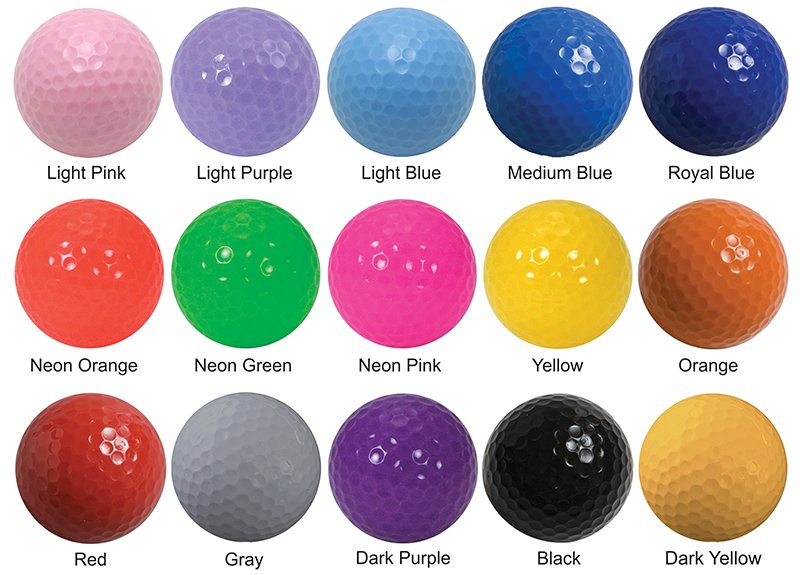 Light Pink
Light Purple
Light Blue
Medium Blue
Royal Blue
Neon Orange
Neon Green
Neon Pink
Yellow
Orange
Red
Gray
Dark Purple
Black
Dark Yellow